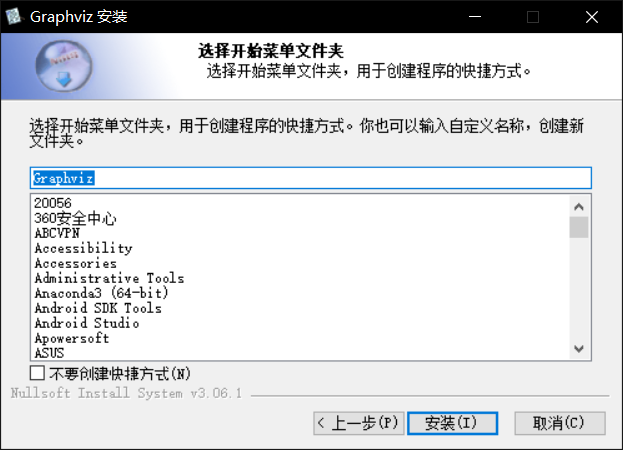 Graphviz 安装
选择开始菜单文件夹
选择开始菜单文件夹，用于创建程序的快捷方式。
选择开始菜单文件夹，用于创建程序的快捷方式。你也可以输入自定义名称，创建新
文件夹。
Graphviz
20056
360安全中心
ABCVPN
Accessibility
Accessories
Administrative Tools
Anaconda3 (64-bit)
Android SDK Tools
Android Studio
Apowersoft
ASUS
不要创建快捷方式(N)
Nullsoft Install System v3.06.1
< 上一步(P) 安装(I) 取消(C)